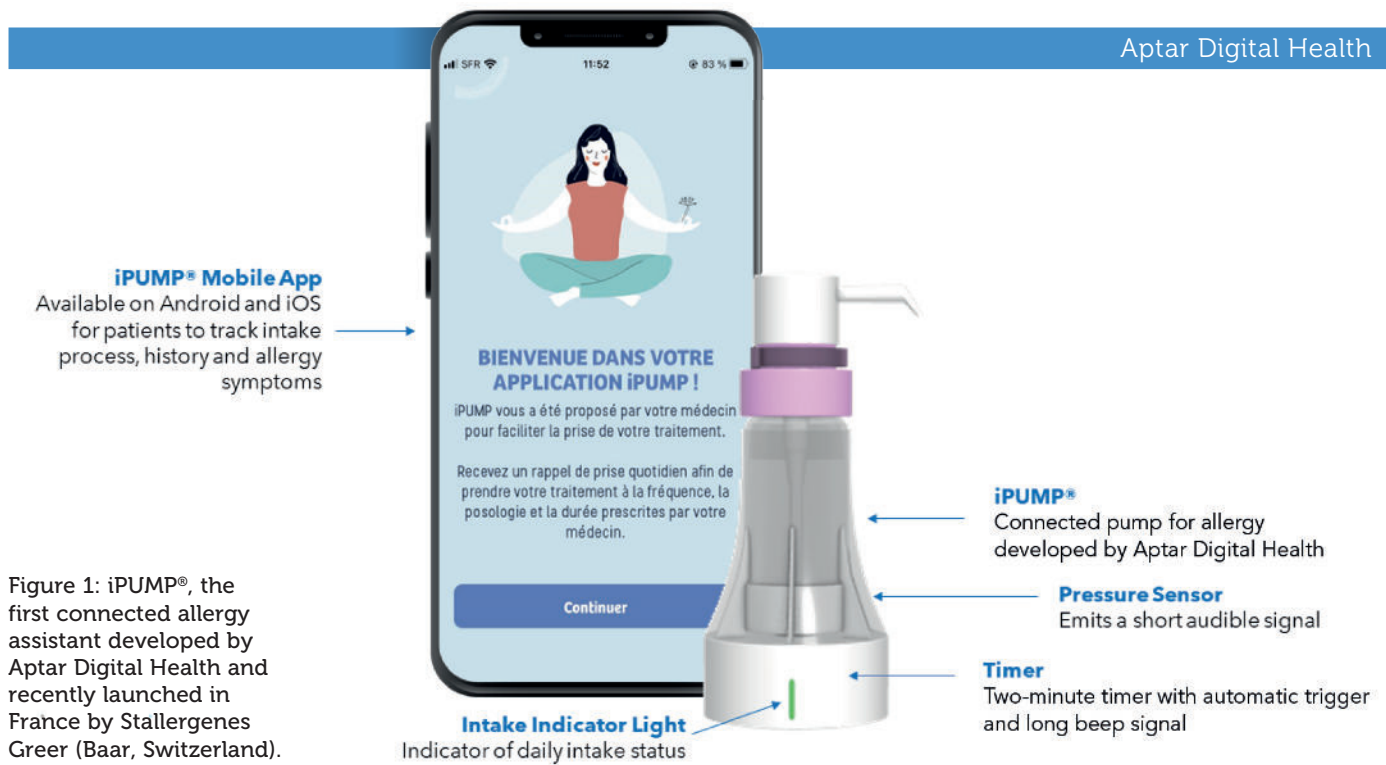 Aptar Digital Health
SFR
11:52
83 %
iPUMP® Mobile App
Available on Android and iOS
for patients to track intake
process, history and allergy
symptoms
BIENVENUE DANS VOTRE
APPLICATION iPUMP !
iPUMP vous a été proposé par votre médecin
pour faciliter la prise de votre traitement.
Recevez un rappel de prise quotidien afin de
prendre votre traitement à la fréquence, la
posologie et la durée prescrites par votre
médecin.
Continuer
iPUMP®
Connected pump for allergy
developed by Aptar Digital Health
Pressure Sensor
Emits a short audible signal
Timer
Two-minute timer with automatic trigger
and long beep signal
Intake Indicator Light
Indicator of daily intake status
Figure 1: iPUMP®, the
first connected allergy
assistant developed by
Aptar Digital Health and
recently launched in
France by Stallergenes
Greer (Baar, Switzerland).